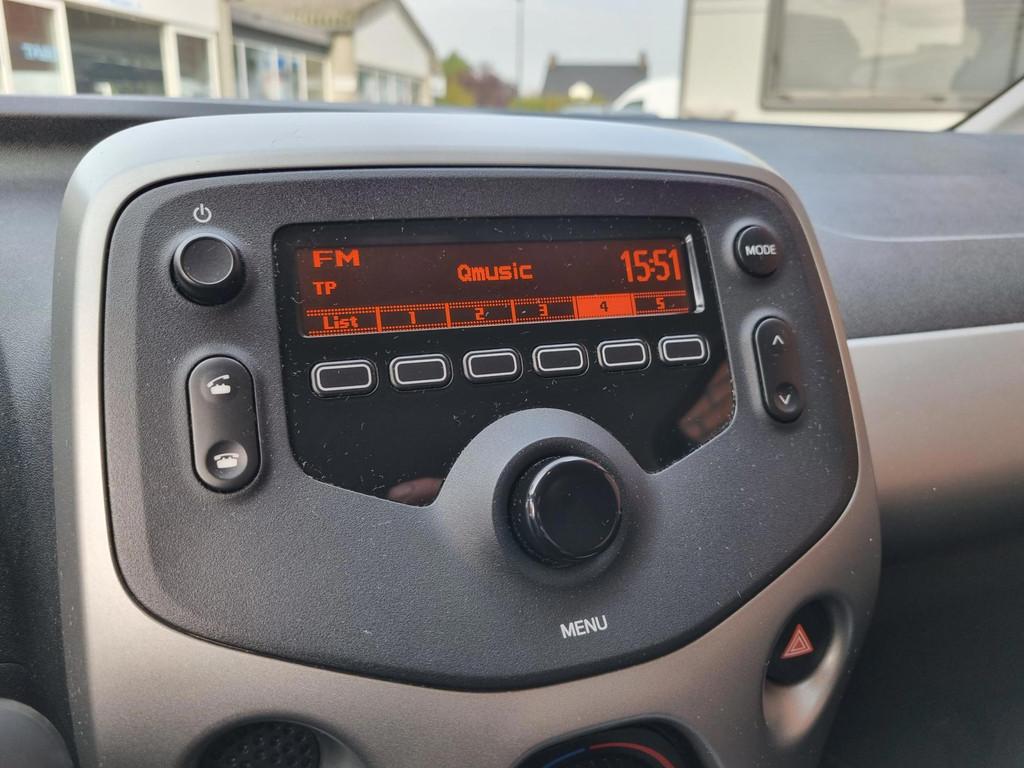 FM
Qmusic
15:51
TP
List 1 2 3 4 5
MODE
MENU